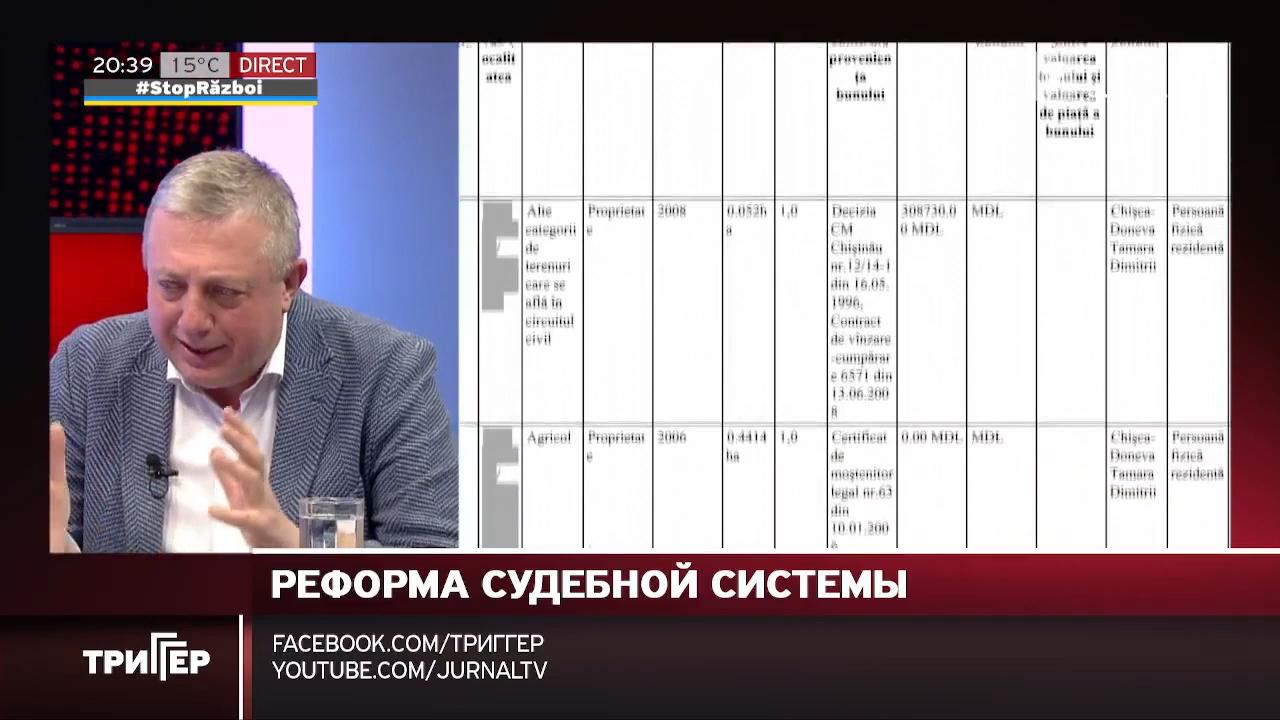 20:39 15°C DIRECT
#StopRăzboi
ocalit
atea
provenien
ța
bunului
valuarea
și
valoarea
de piață a
bunului
Alte
categorii
de
terenuri
care se
află în
circuitul
civil
Proprietat
e
2008
0.052h
a
1,0
Decizia
CM
Chișinău
nr.12/14-1
din 16.05.
1996,
Contract
de vînzare
-cumpărar
e 6571 din
13.06.200
8
308730.0
0 MDL
MDL
Chișca-
Doneva
Tamara
Dimitrii
Persoană
fizică
rezidentă
Agricol
Proprietat
e
2006
0.4414
ha
1,0
Certificat
de
moștenitor
legal nr.63
din
10.01.200
0.00 MDL
MDL
Chișca-
Doneva
Tamara
Dimitrii
Persoană
fizică
rezidentă
РЕФОРМА СУДЕБНОЙ СИСТЕМЫ
ТРИГГЕР
FACEBOOK.COM/ТРИГГЕР
YOUTUBE.COM/JURNALTV